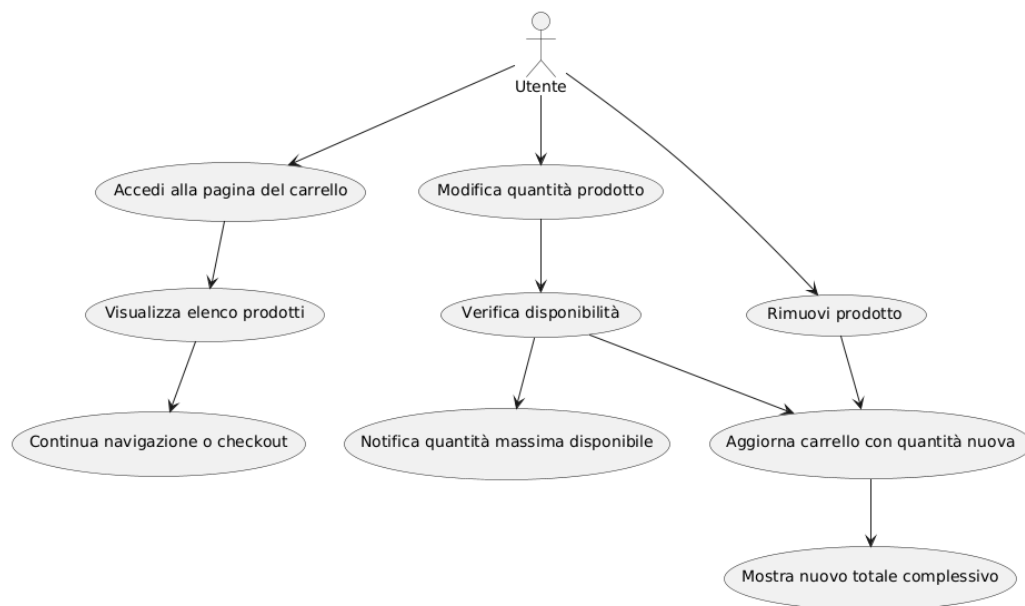 Utente
Accedi alla pagina del carrello
Modifica quantità prodotto
Visualizza elenco prodotti
Verifica disponibilità
Rimuovi prodotto
Continua navigazione o checkout
Notifica quantità massima disponibile
Aggiorna carrello con quantità nuova
Mostra nuovo totale complessivo